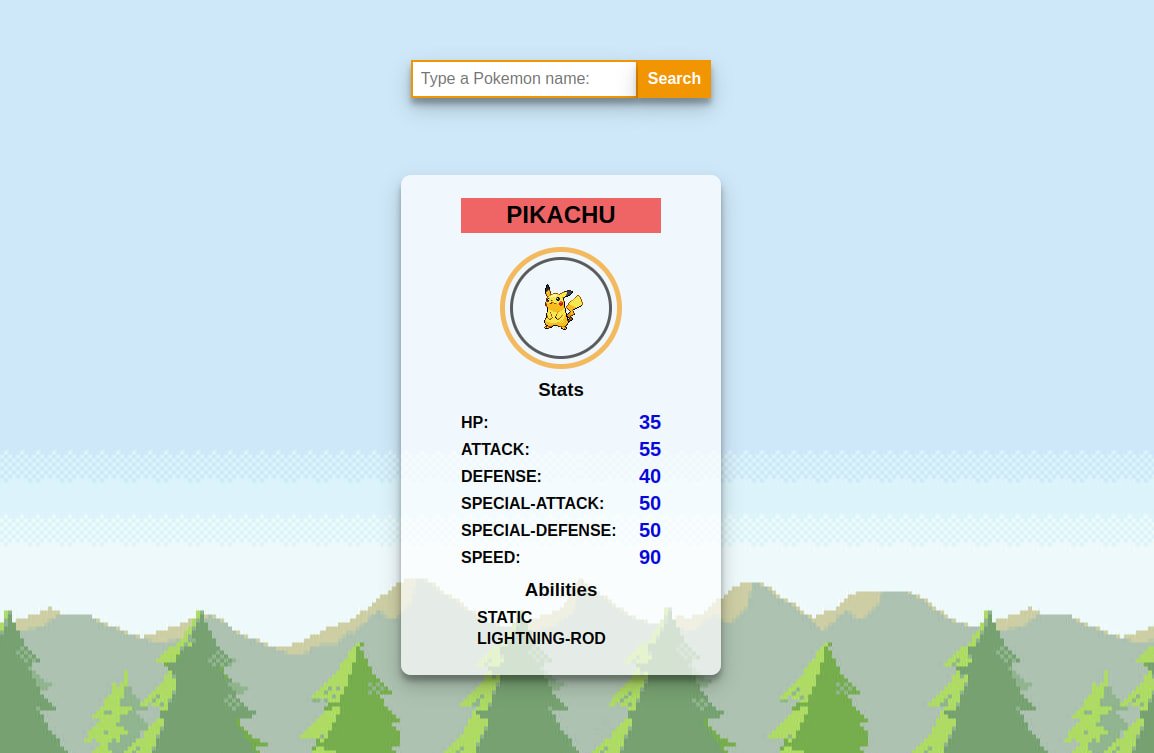 Type a Pokemon name: Search
PIKACHU
Stats
HP: 35
ATTACK: 55
DEFENSE: 40
SPECIAL-ATTACK: 50
SPECIAL-DEFENSE: 50
SPEED: 90
Abilities
STATIC
LIGHTNING-ROD